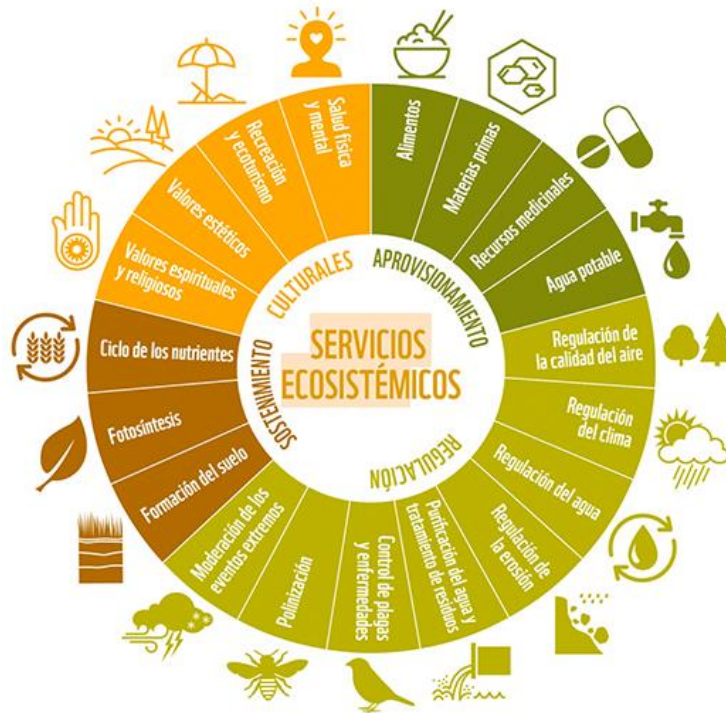 SERVICIOS
ECOSISTÉMICOS
CULTURALES
APROVISIONAMIENTO
REGULACIÓN
SOSTENIMIENTO
Alimentos
Materias primas
Recursos medicinales
Agua potable
Regulación de
la calidad del aire
Regulación
del clima
Regulación del agua
Regulación de
la erosión
Purificación del agua y
tratamiento de residuos
Control de plagas
y enfermedades
Polinización
Moderación de los
eventos extremos
Formación del suelo
Fotosíntesis
Ciclo de los nutrientes
Valores espirituales
y religiosos
Valores estéticos
Recreación
y ecoturismo
Salud física
y mental